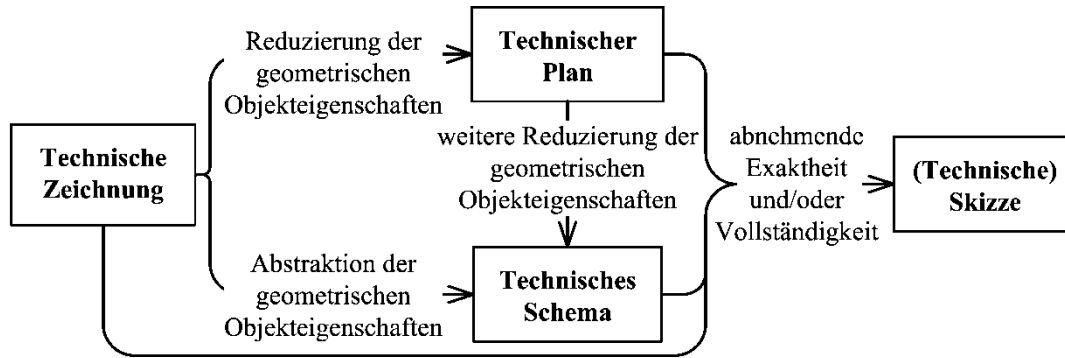 Technische
Zeichnung
Reduzierung der
geometrischen
Objekteigenschaften
Technischer
Plan
weitere Reduzierung der
geometrischen
Objekteigenschaften
Abstraktion der
geometrischen
Objekteigenschaften
Technisches
Schema
abnehmende
Exaktheit
und/oder
Vollständigkeit
(Technische)
Skizze